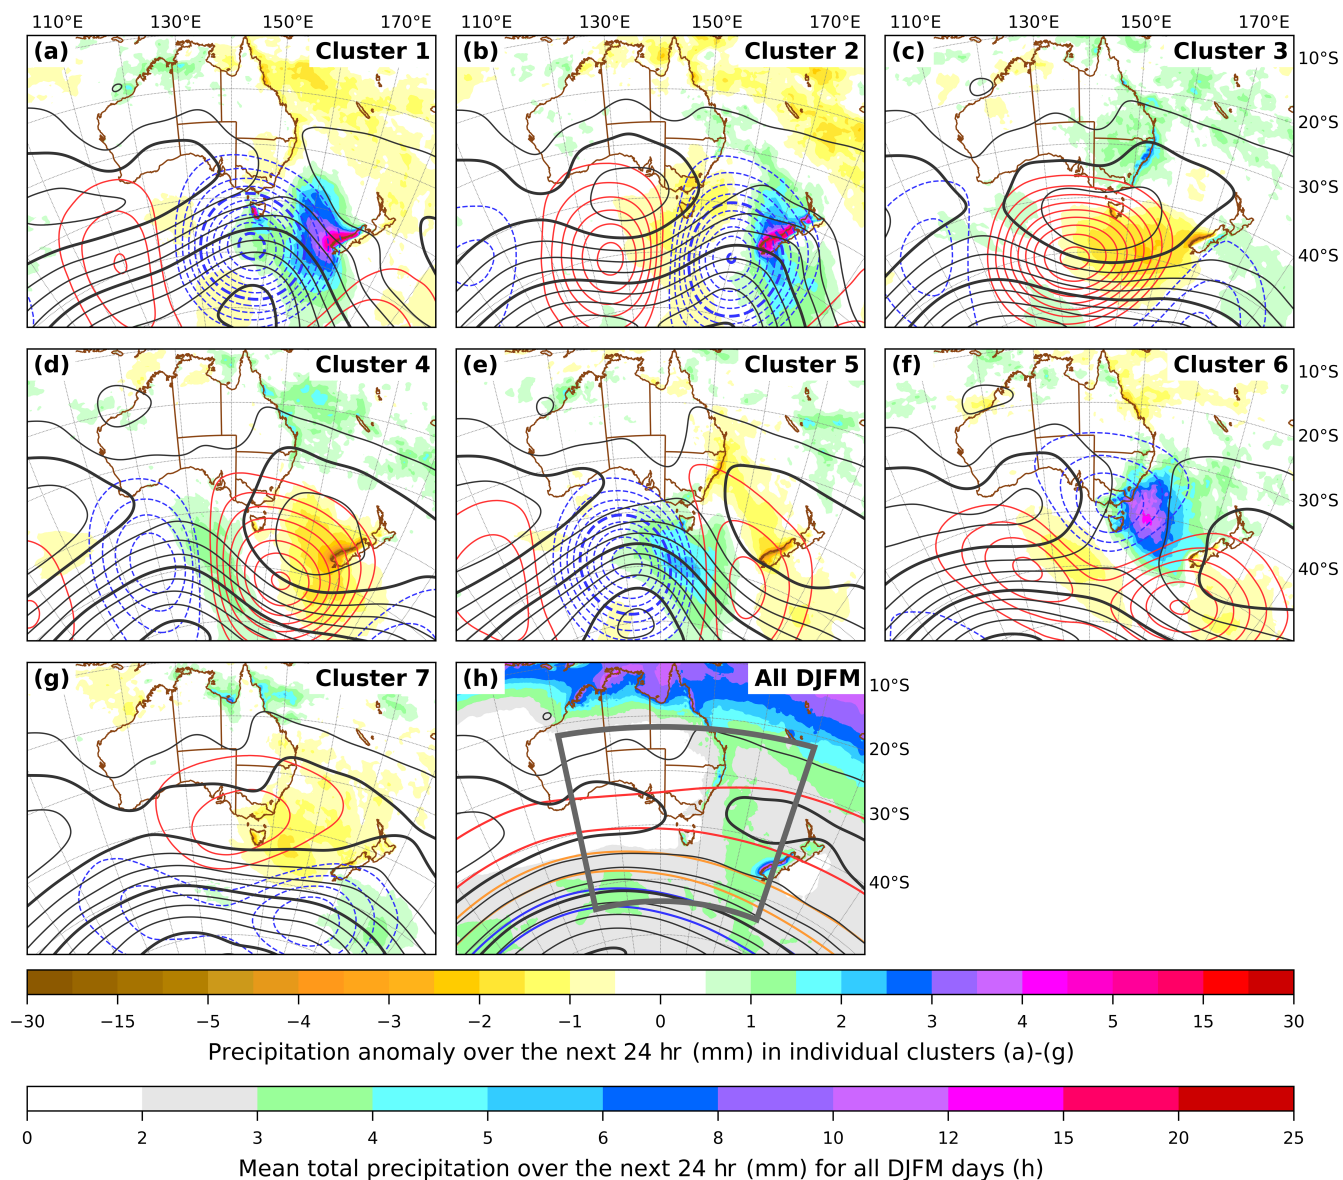 110°E 130°E 150°E 170°E 110°E 130°E 150°E 170°E 110°E 130°E 150°E 170°E
(a) Cluster 1 (b) Cluster 2 (c) Cluster 3
10°S
20°S
30°S
40°S
(d) Cluster 4 (e) Cluster 5 (f) Cluster 6
10°S
20°S
30°S
40°S
(g) Cluster 7 (h) All DJFM
10°S
20°S
30°S
40°S
−30 −15 −5 −4 −3 −2 −1 0 1 2 3 4 5 15 30
Precipitation anomaly over the next 24 hr (mm) in individual clusters (a)-(g)
0 2 3 4 5 6 8 10 12 15 20 25
Mean total precipitation over the next 24 hr (mm) for all DJFM days (h)